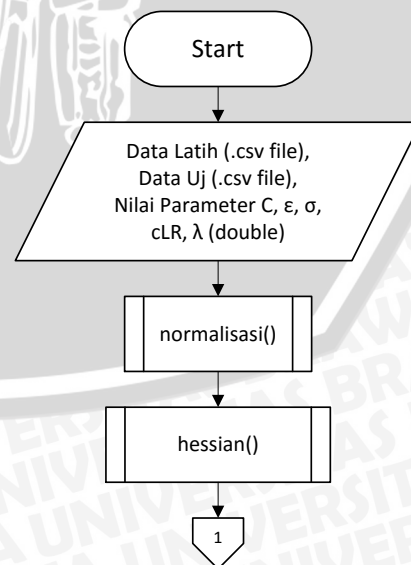 Start
Data Latih (.csv file),
Data Uj (.csv file),
Nilai Parameter C, ε, σ,
cLR, λ (double)
normalisasi()
hessian()
1